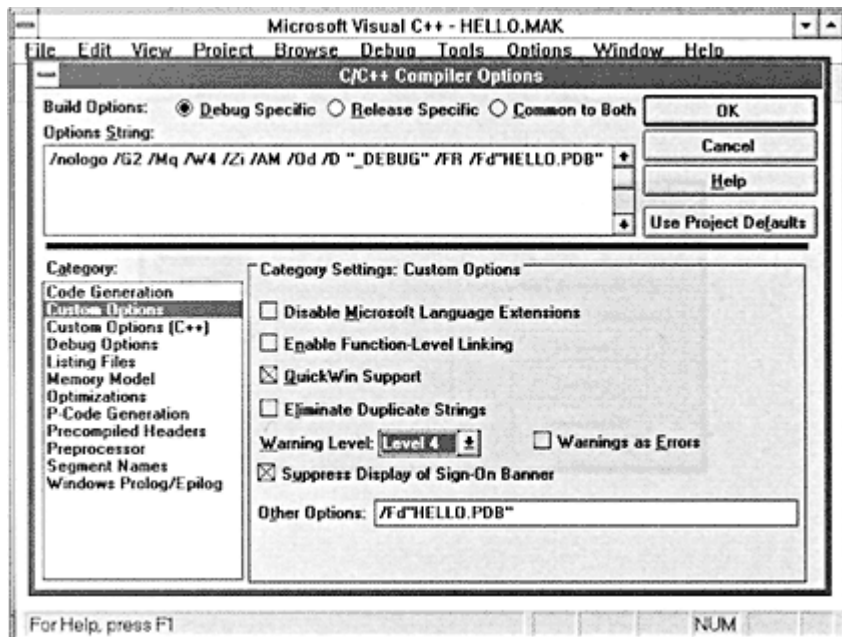 Microsoft Visual C++ - HELLO.MAK
File Edit View Project Browse Debug Tools Options Window Help
C/C++ Compiler Options
Build Options: Debug Specific Release Specific Common to Both OK
Options String:
Cancel
/nologo /G2 /Mq /W4 /Zi /AM /Od /D "_DEBUG" /FR /Fd"HELLO.PDB"
Help
Use Project Defaults
Category:
Code Generation
Custom Options
Custom Options (C++)
Debug Options
Listing Files
Memory Model
Optimizations
P-Code Generation
Precompiled Headers
Preprocessor
Segment Names
Windows Prolog/Epilog
Category Settings: Custom Options
Disable Microsoft Language Extensions
Enable Function-Level Linking
QuickWin Support
Eliminate Duplicate Strings
Warning Level: Level 4 Warnings as Errors
Suppress Display of Sign-On Banner
Other Options: /Fd"HELLO.PDB"
For Help, press F1 NUM